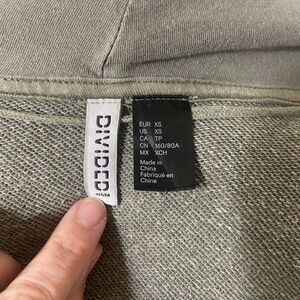 DIVIDED
H&M
EUR XS
US XS
CA TP
CN 160/80A
MX XCH
Made in
China
Fabriqué en
Chine